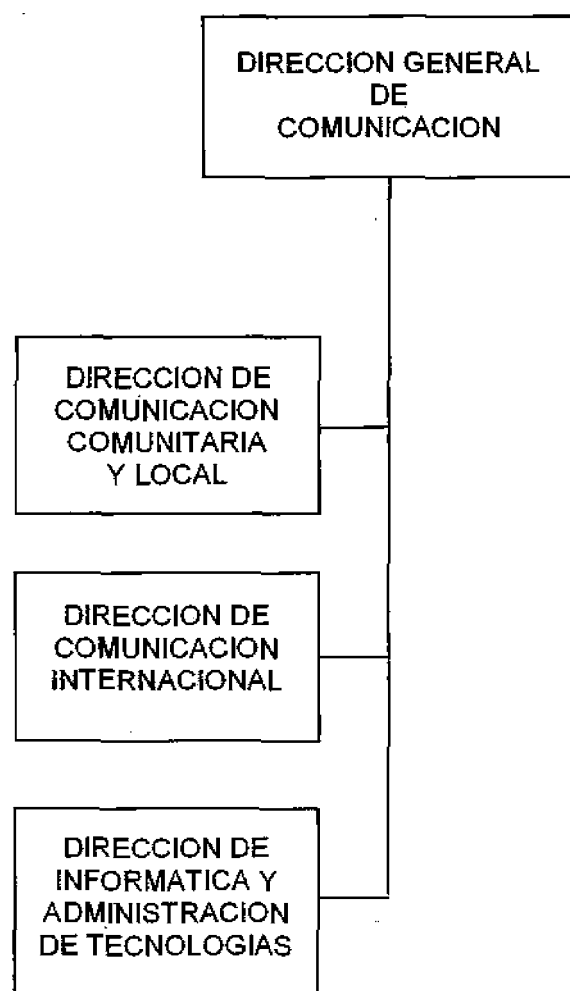 DIRECCION GENERAL
DE
COMUNICACION
DIRECCION DE
COMUNICACION
COMUNITARIA
Y LOCAL
DIRECCION DE
COMUNICACION
INTERNACIONAL
DIRECCION DE
INFORMATICA Y
ADMINISTRACION
DE TECNOLOGIAS